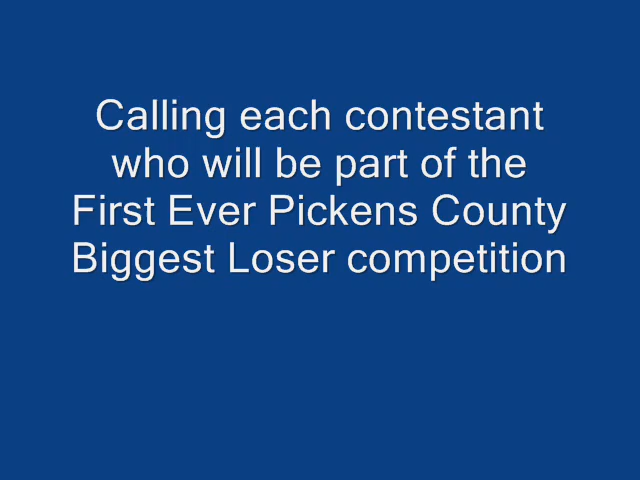 Calling each contestant
who will be part of the
First Ever Pickens County
Biggest Loser competition